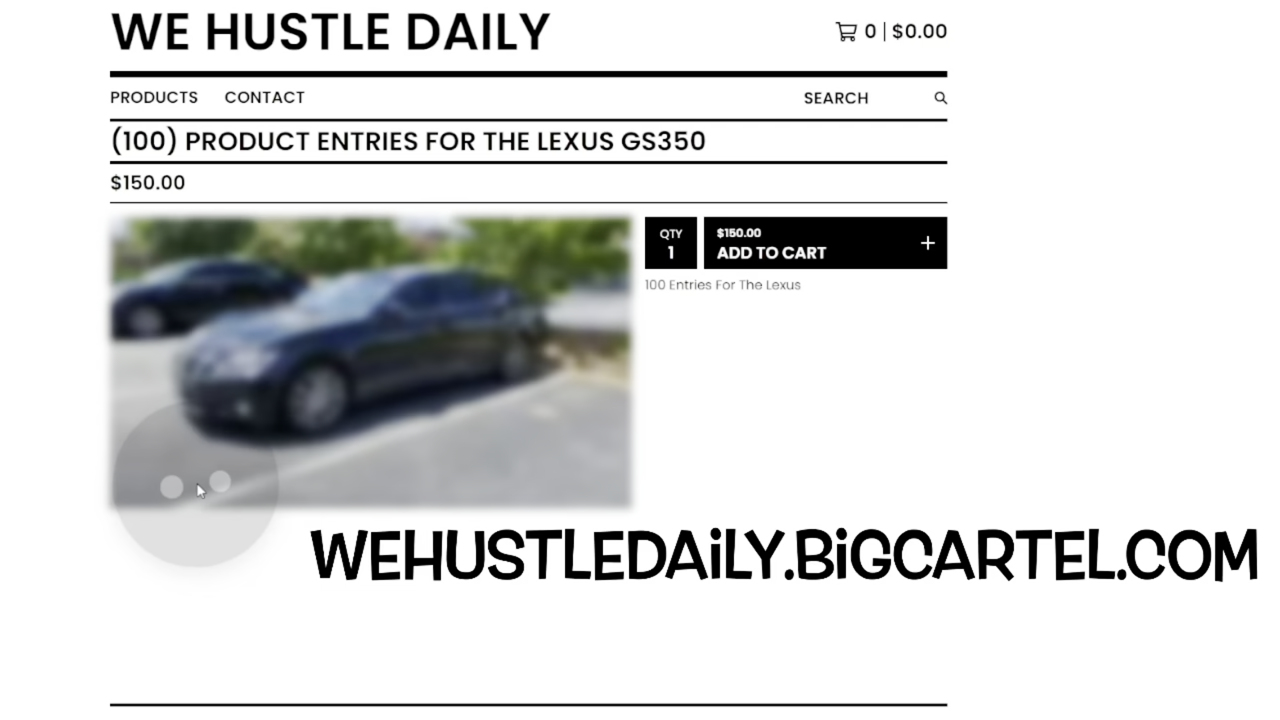 WE HUSTLE DAILY
0 | $0.00
PRODUCTS CONTACT
SEARCH
(100) PRODUCT ENTRIES FOR THE LEXUS GS350
$150.00
QTY
1
$150.00
ADD TO CART +
100 Entries For The Lexus
WEHUSTLEDAiLY.BiGCARTEL.COM